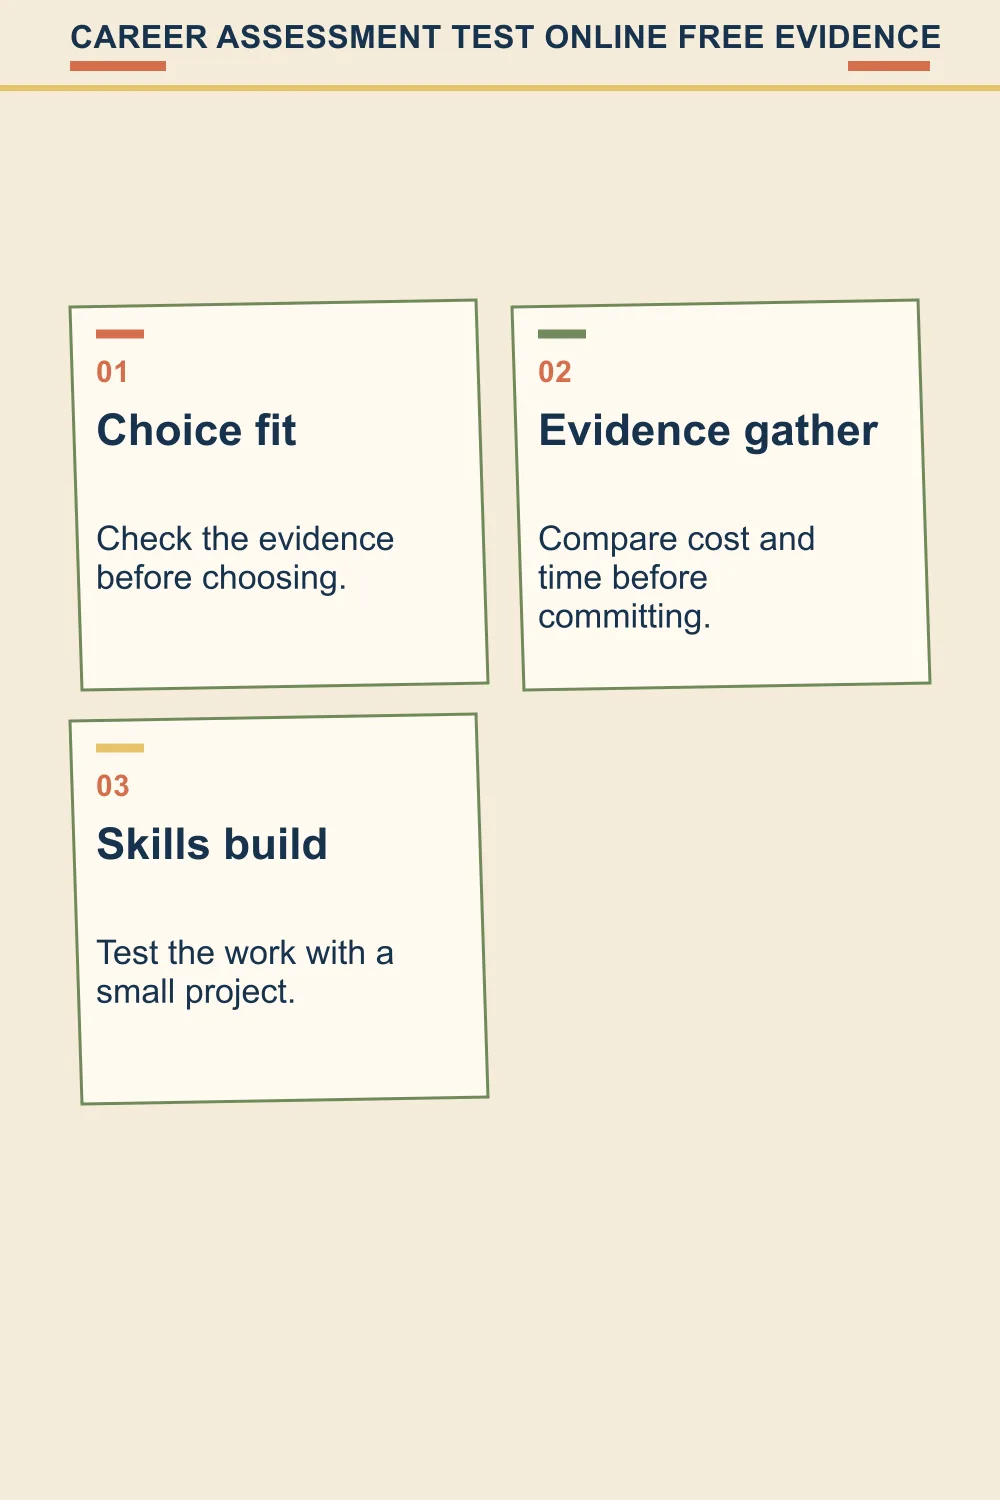 CAREER ASSESSMENT TEST ONLINE FREE EVIDENCE
01
Choice fit
Check the evidence
before choosing.
02
Evidence gather
Compare cost and
time before
committing.
03
Skills build
Test the work with a
small project.